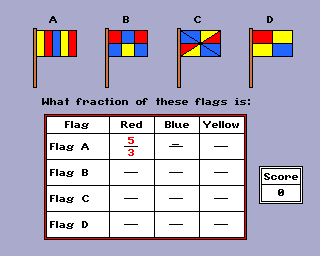 A B C D
What fraction of these flags is:
Flag Red Blue Yellow
Flag A 5/3 — —
Flag B — — —
Flag C — — —
Flag D — — —
Score
0